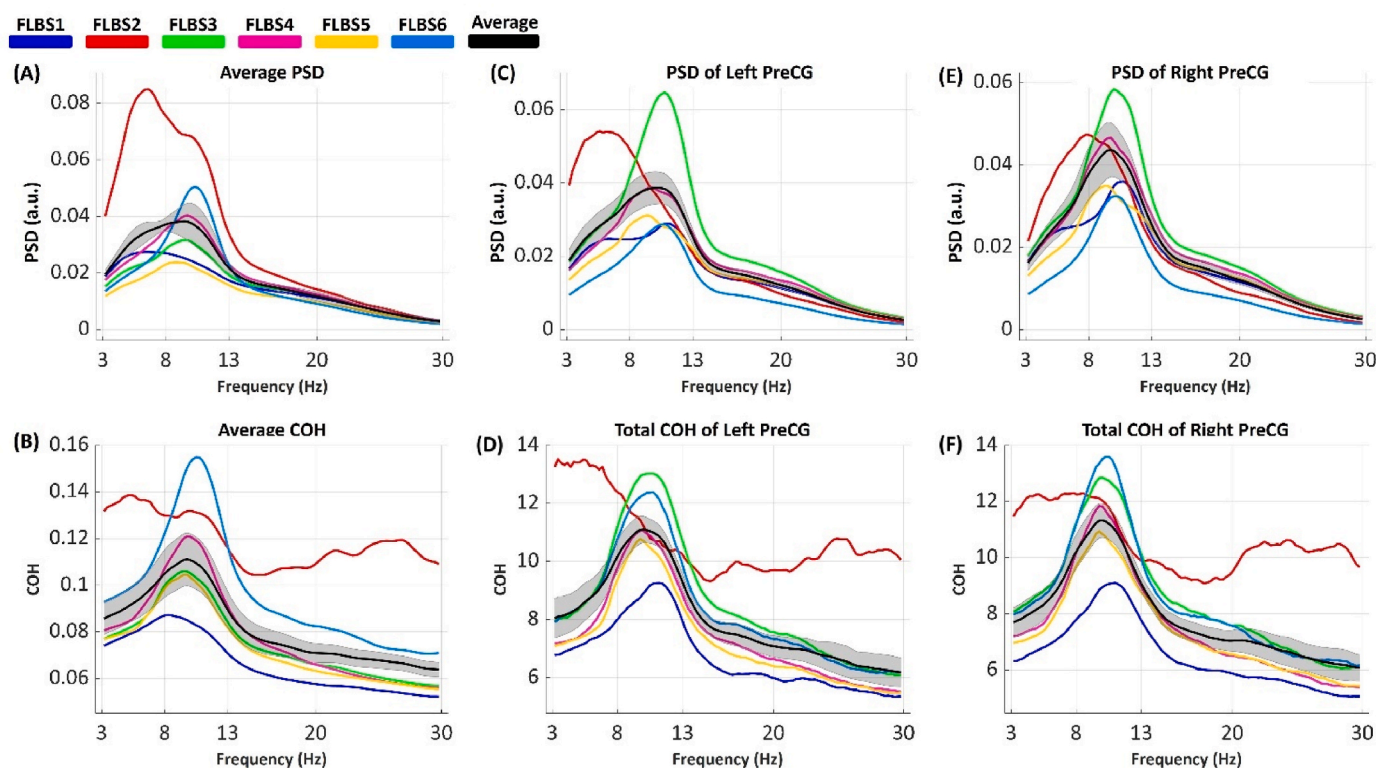 FLBS1 FLBS2 FLBS3 FLBS4 FLBS5 FLBS6 Average
(A) Average PSD
PSD (a.u.)
0.08
0.06
0.04
0.02
0
3 8 13 20 30
Frequency (Hz)
(C) PSD of Left PreCG
PSD (a.u.)
0.06
0.04
0.02
0
3 8 13 20 30
Frequency (Hz)
(E) PSD of Right PreCG
PSD (a.u.)
0.06
0.04
0.02
0
3 8 13 20 30
Frequency (Hz)
(B) Average COH
COH
0.16
0.14
0.12
0.1
0.08
0.06
3 8 13 20 30
Frequency (Hz)
(D) Total COH of Left PreCG
COH
14
12
10
8
6
3 8 13 20 30
Frequency (Hz)
(F) Total COH of Right PreCG
COH
14
12
10
8
6
3 8 13 20 30
Frequency (Hz)